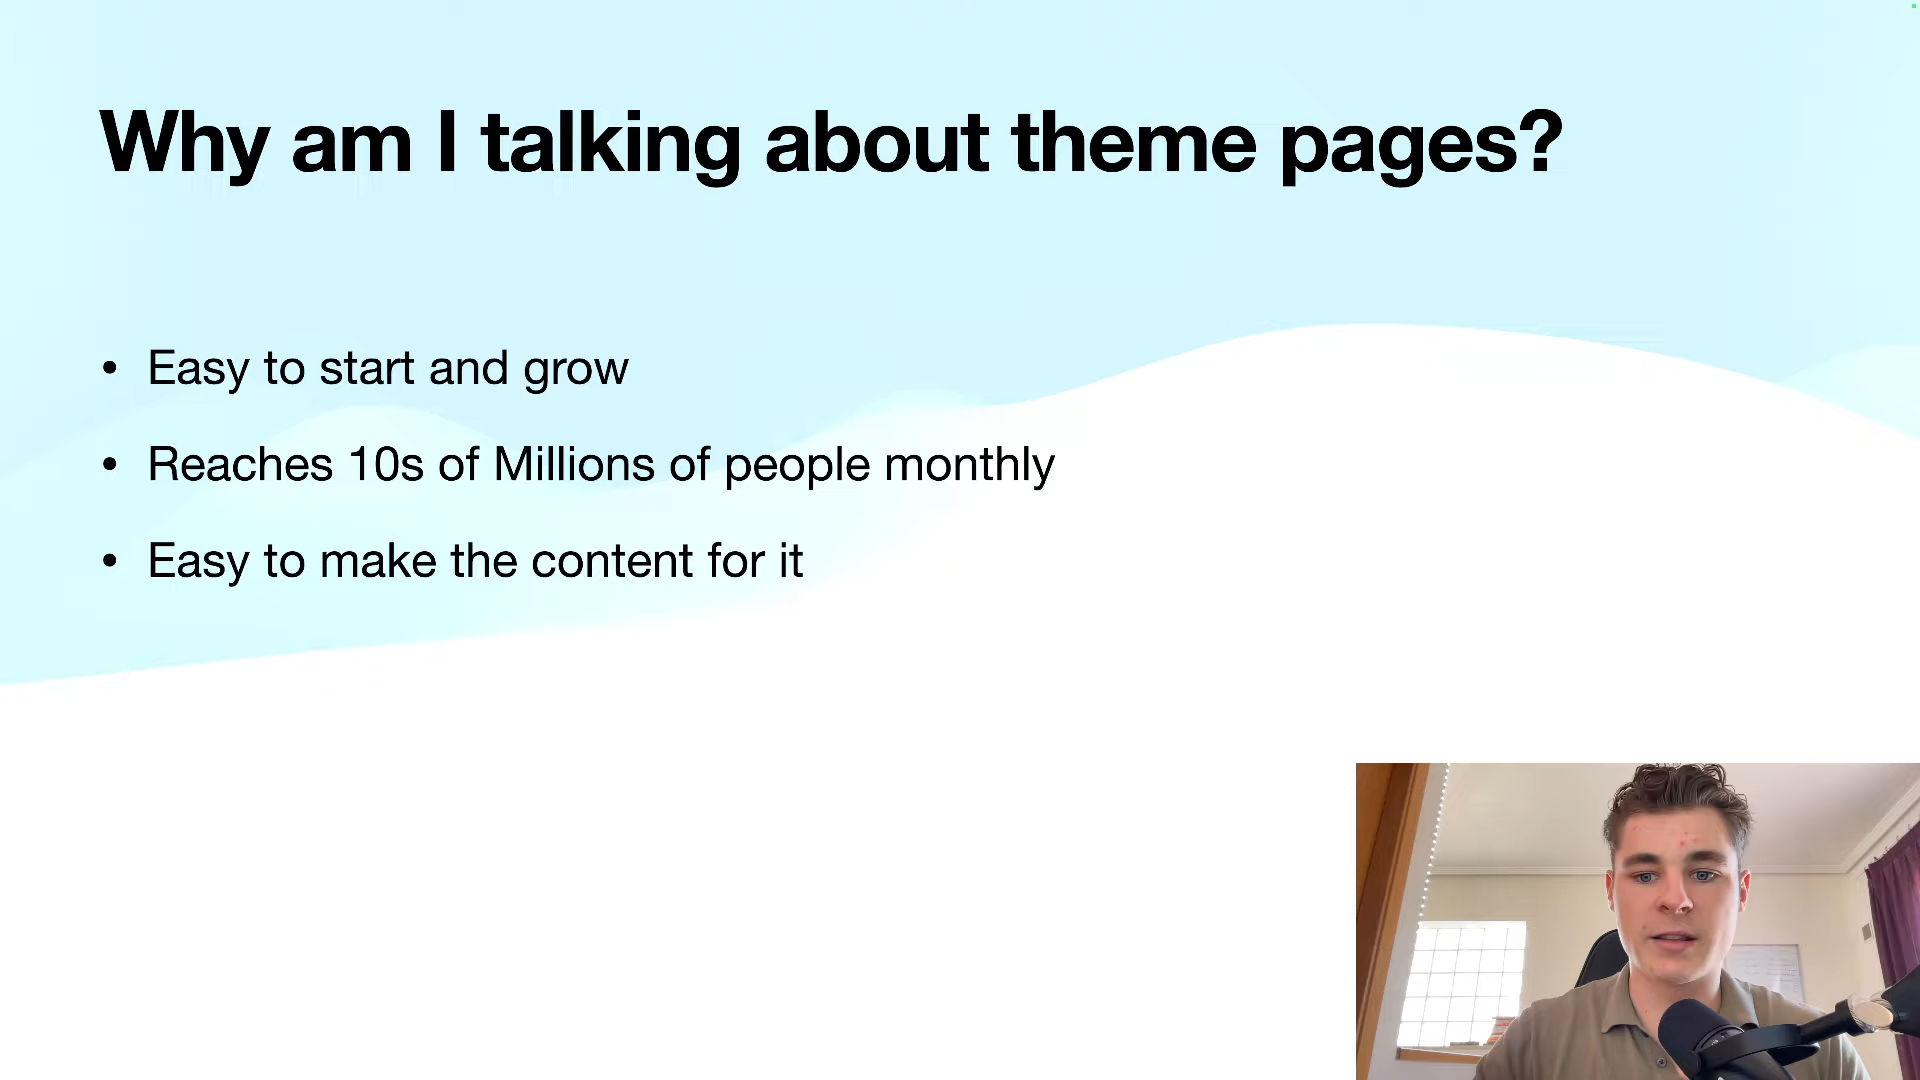 Why am I talking about theme pages?
• Easy to start and grow
• Reaches 10s of Millions of people monthly
• Easy to make the content for it